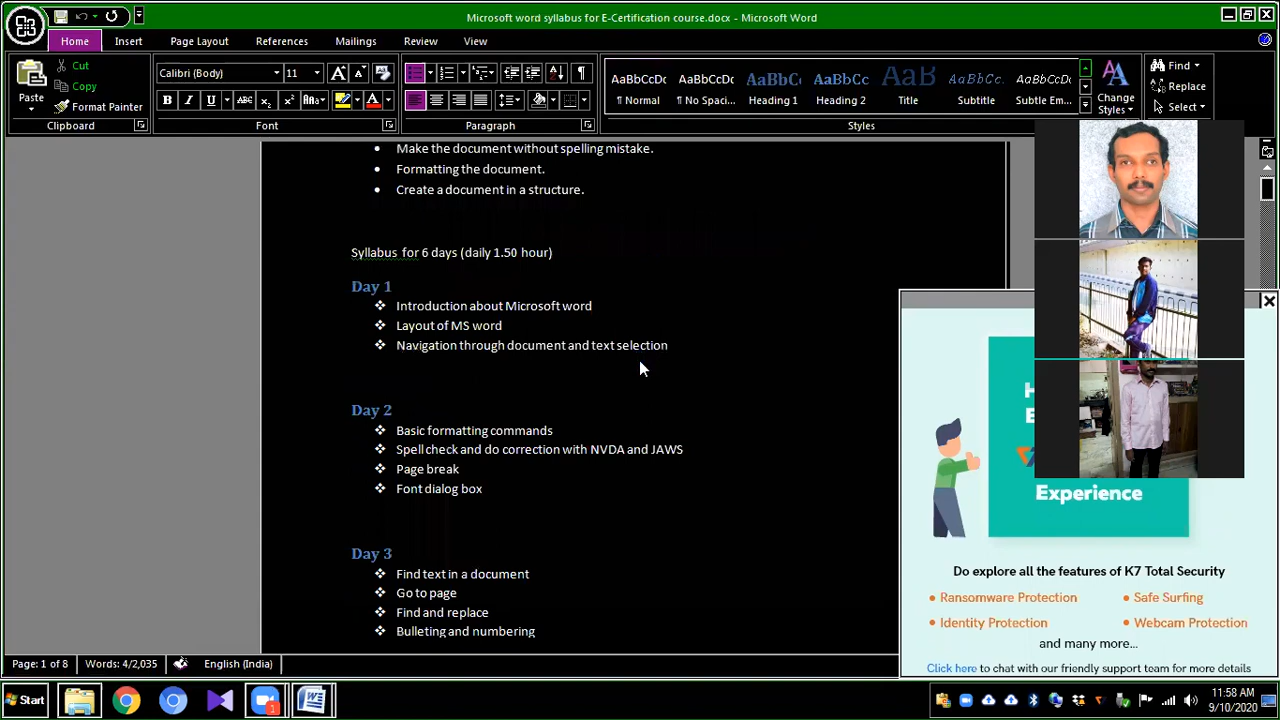 Microsoft word syllabus for E-Certification course.docx - Microsoft Word
Home Insert Page Layout References Mailings Review View
Paste Cut Copy Format Painter Clipboard
Calibri (Body) 11 Font
Paragraph
AaBbCcDc AaBbCcDc AaBbC AaBbCc AaB AaBbCc. AaBbCcDc
¶ Normal ¶ No Spaci... Heading 1 Heading 2 Title Subtitle Subtle Em...
Change Styles
Styles
Find
Replace
Select
Make the document without spelling mistake.
Formatting the document.
Create a document in a structure.
Syllabus for 6 days (daily 1.50 hour)
Day 1
Introduction about Microsoft word
Layout of MS word
Navigation through document and text selection
Day 2
Basic formatting commands
Spell check and do correction with NVDA and JAWS
Page break
Font dialog box
Day 3
Find text in a document
Go to page
Find and replace
Bulleting and numbering
Experience
Do explore all the features of K7 Total Security
Ransomware Protection Safe Surfing
Identity Protection Webcam Protection
and many more...
Click here to chat with our friendly support team for more details
Page: 1 of 8 Words: 4/2,035 English (India)
Start
11:58 AM
9/10/2020